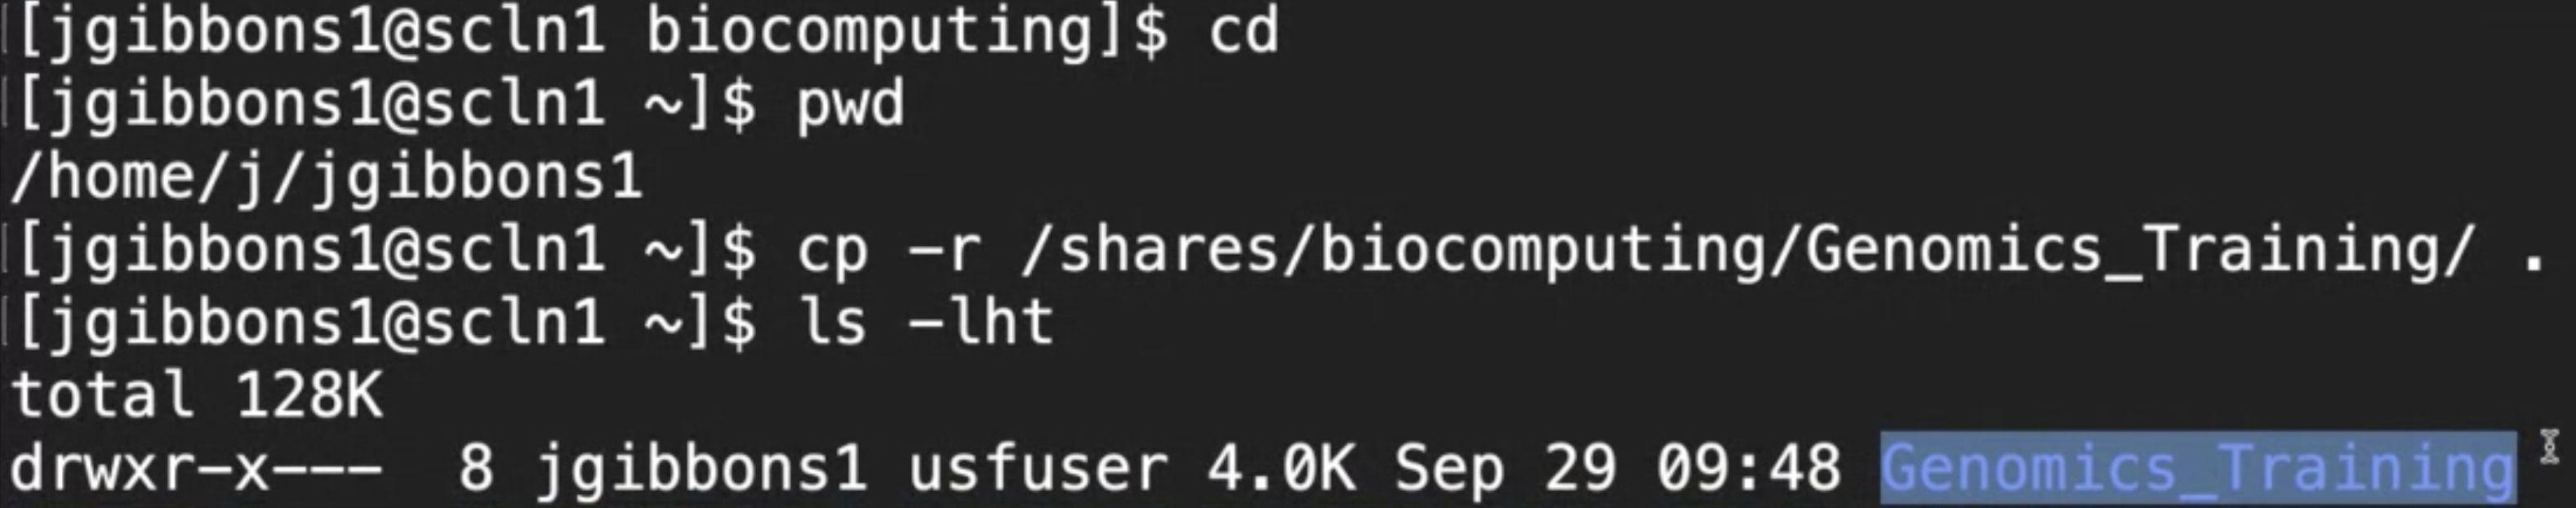 [jgibbons1@scln1 biocomputing]$ cd
[jgibbons1@scln1 ~]$ pwd
/home/j/jgibbons1
[jgibbons1@scln1 ~]$ cp -r /shares/biocomputing/Genomics_Training/ .
[jgibbons1@scln1 ~]$ ls -lht
total 128K
drwxr-x---  8 jgibbons1 usfuser 4.0K Sep 29 09:48 Genomics_Training